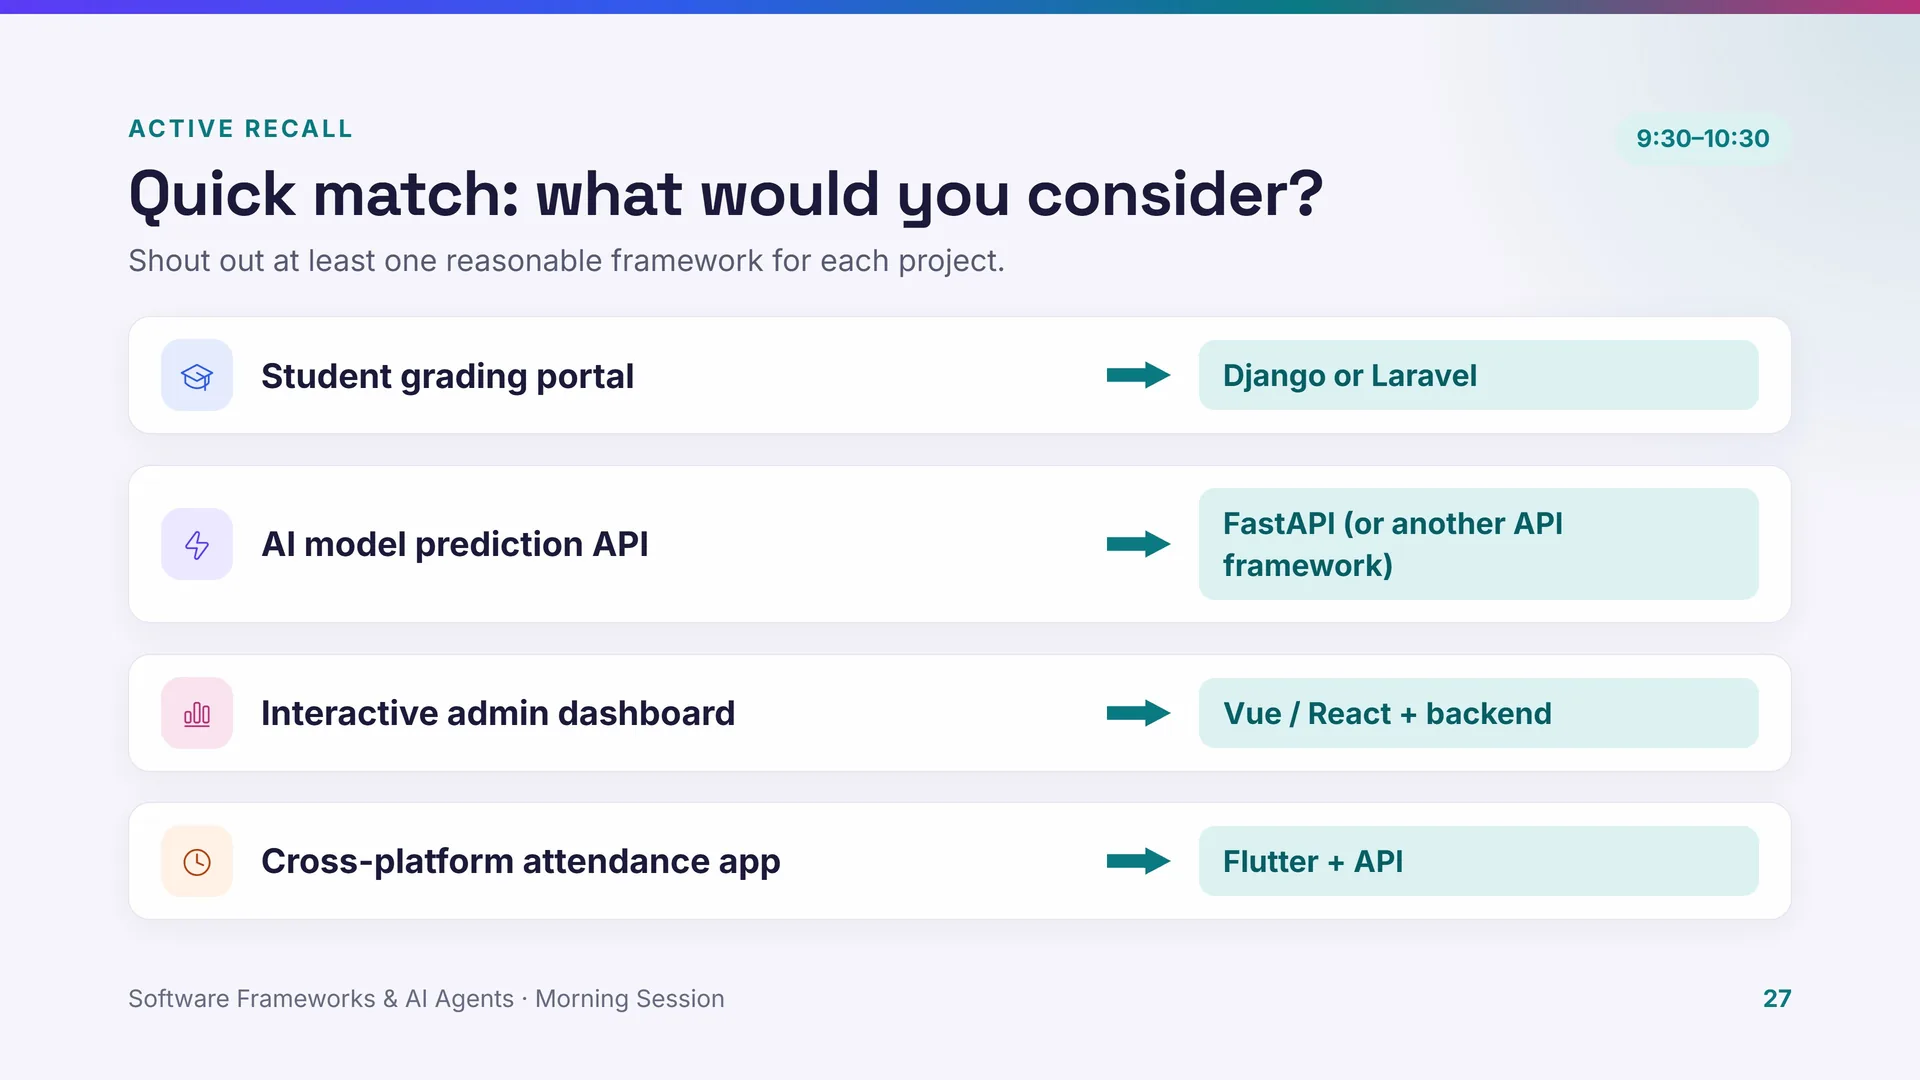 ACTIVE RECALL
9:30–10:30
Quick match: what would you consider?
Shout out at least one reasonable framework for each project.
Student grading portal
Django or Laravel
AI model prediction API
FastAPI (or another API
framework)
Interactive admin dashboard
Vue / React + backend
Cross-platform attendance app
Flutter + API
Software Frameworks & AI Agents · Morning Session
27